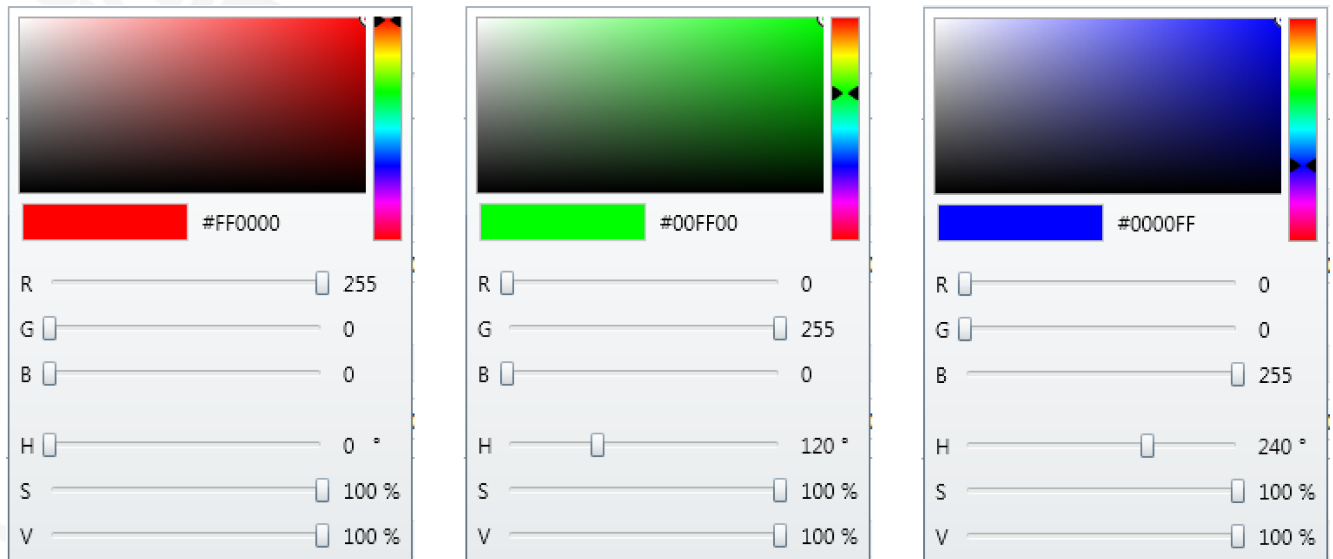 #FF0000
R 255
G 0
B 0
H 0 °
S 100 %
V 100 %
#00FF00
R 0
G 255
B 0
H 120 °
S 100 %
V 100 %
#0000FF
R 0
G 0
B 255
H 240 °
S 100 %
V 100 %